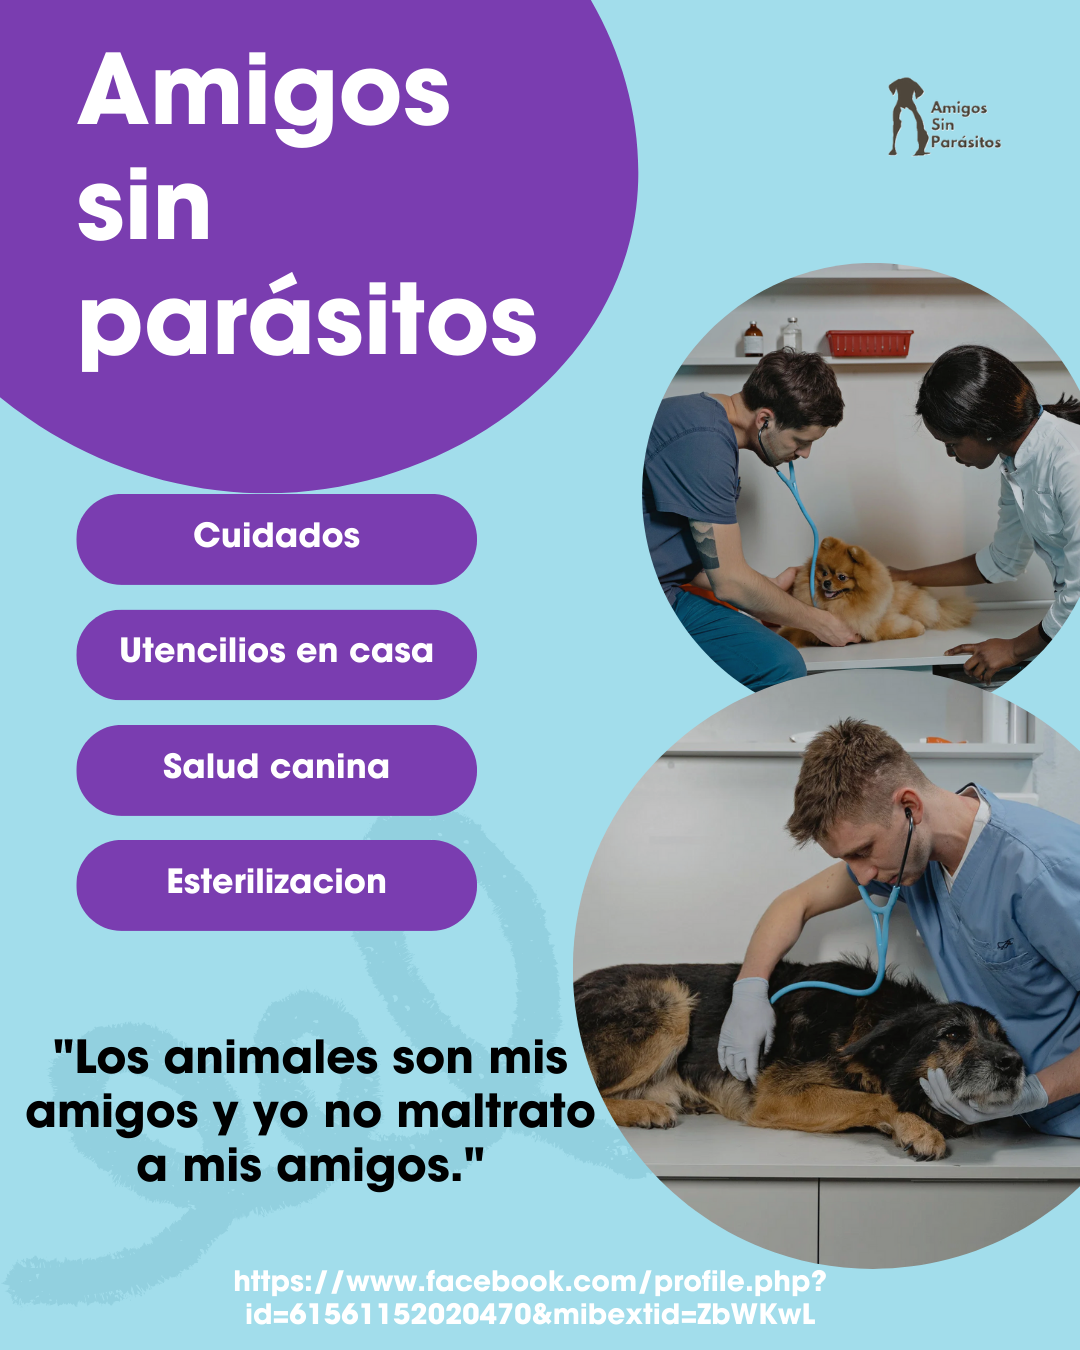 Amigos
sin
parásitos
Amigos
Sin
Parásitos
Cuidados
Utencilios en casa
Salud canina
Esterilizacion
"Los animales son mis
amigos y yo no maltrato
a mis amigos."
https://www.facebook.com/profile.php?
id=61561152020470&mibextid=ZbWKwL